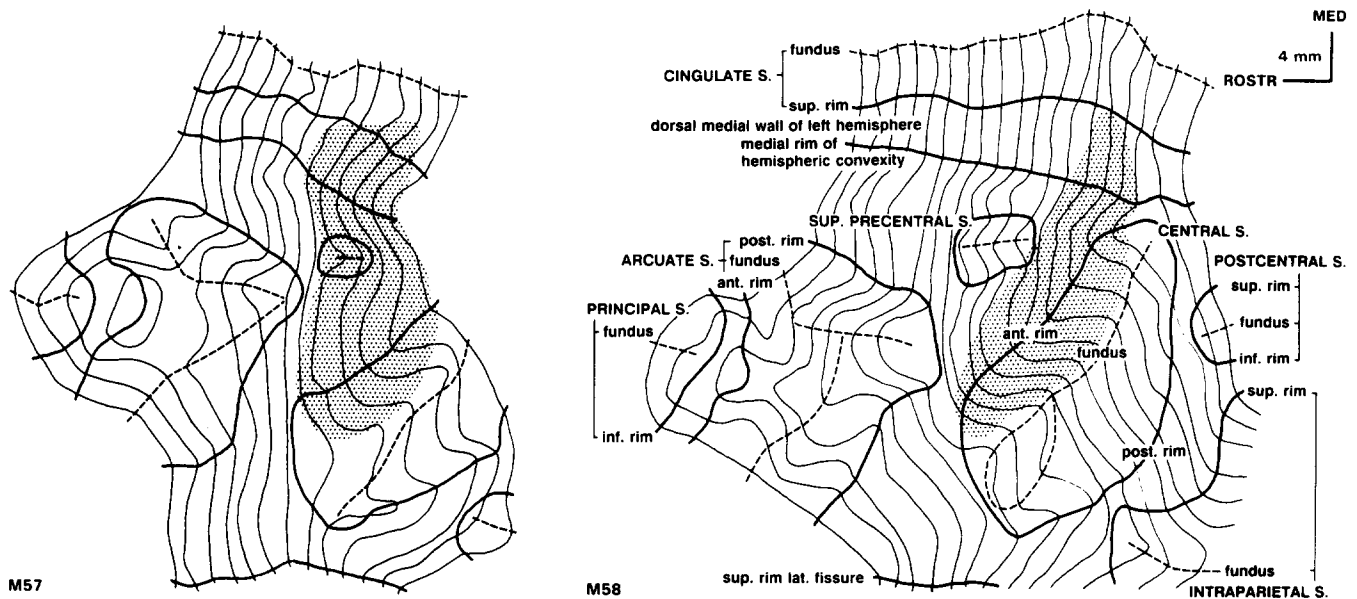 MED
fundus
4 mm
CINGULATE S.
ROSTR
sup. rim
dorsal medial wall of left hemisphere
medial rim of
hemispheric convexity
SUP. PRECENTRAL S.
CENTRAL S.
post. rim
ARCUATE S.
fundus
POSTCENTRAL S.
ant. rim
sup. rim
PRINCIPAL S.
fundus
fundus
ant. rim
fundus
inf. rim
sup. rim
inf. rim
post. rim
M57
M58
sup. rim lat. fissure
fundus
INTRAPARIETAL S.